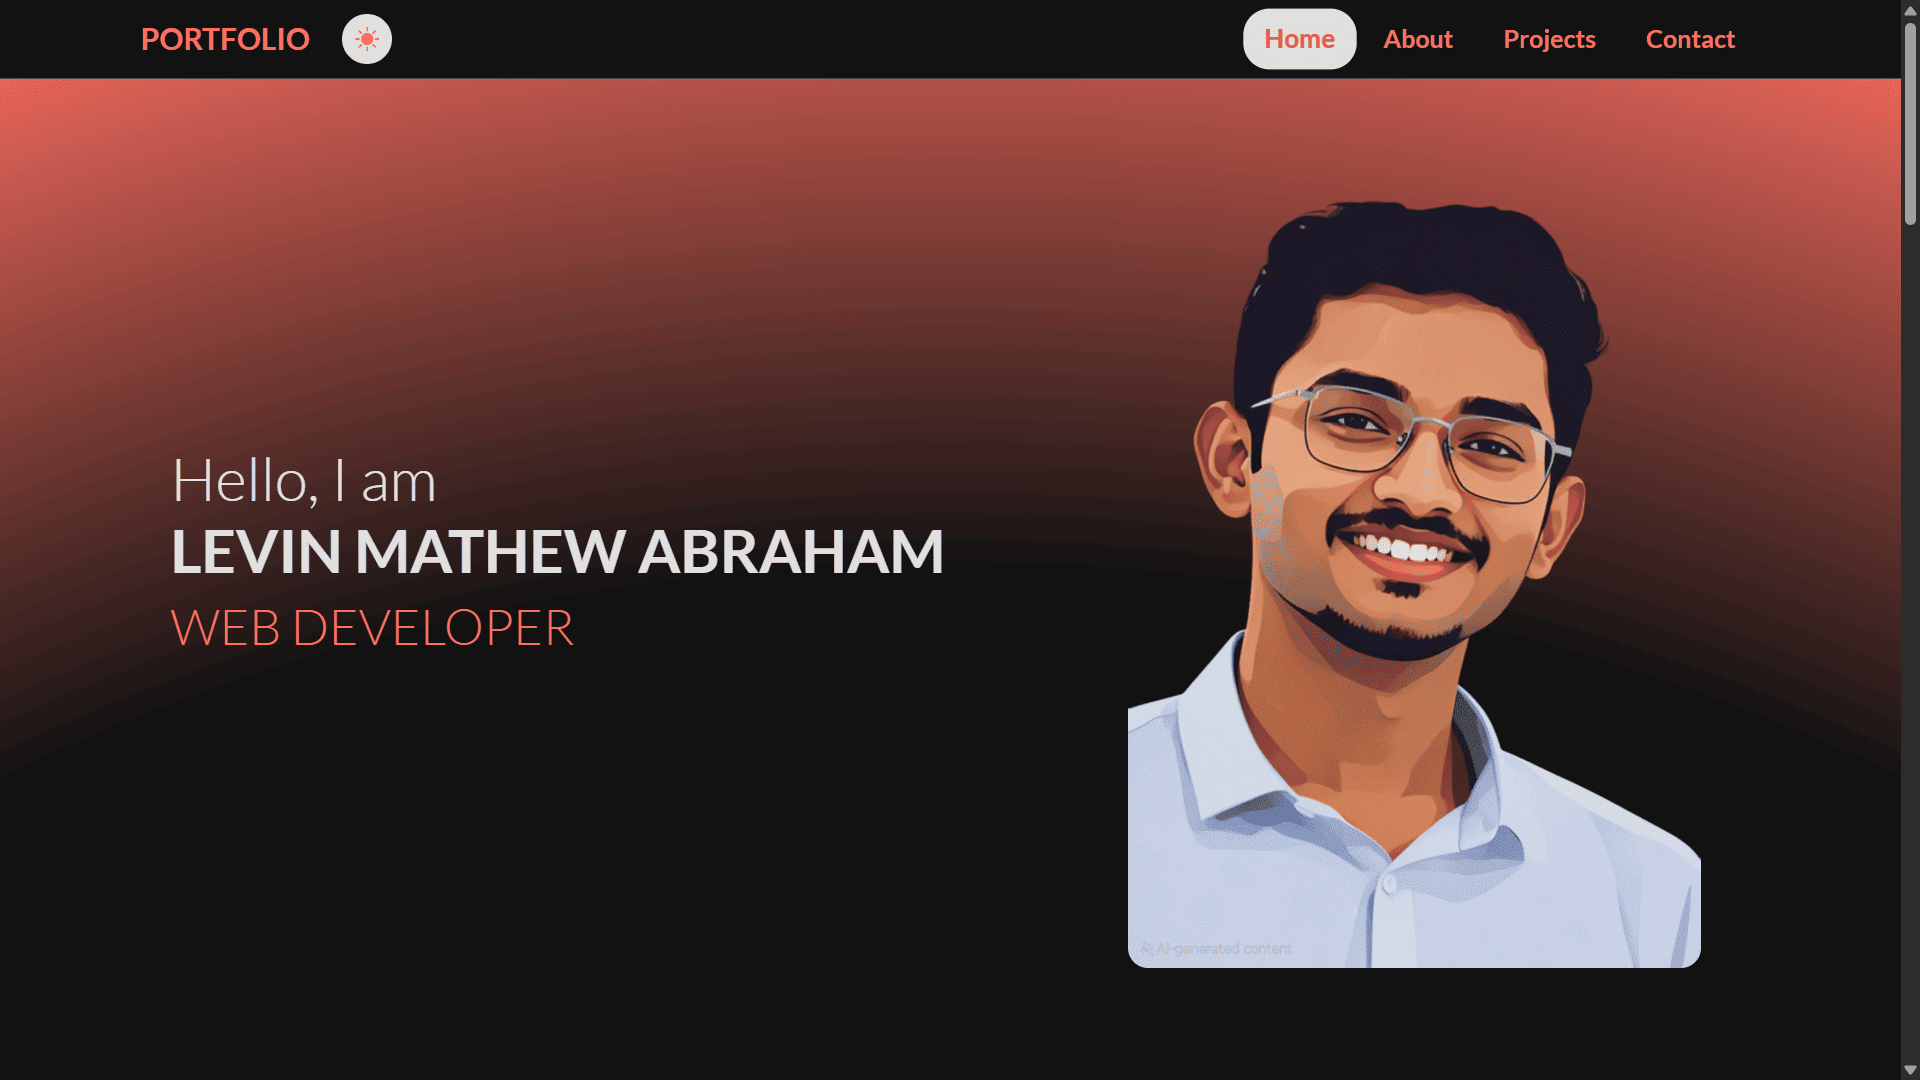 PORTFOLIO
Home About Projects Contact
Hello, I am
LEVIN MATHEW ABRAHAM
WEB DEVELOPER
AI-generated content